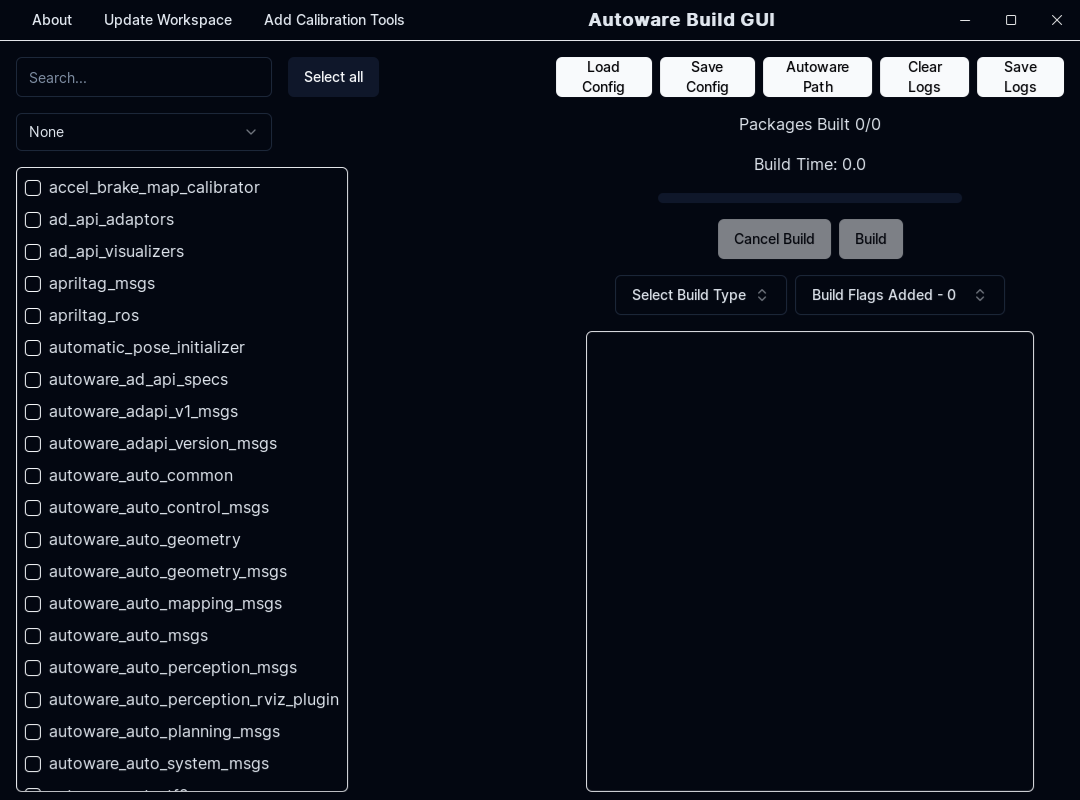 About
Update Workspace
Add Calibration Tools
Autoware Build GUI
Search...
Select all
Load
Config
Save
Config
Autoware
Path
Clear
Logs
Save
Logs
None
Packages Built 0/0
Build Time: 0.0
Cancel Build
Build
Select Build Type
Build Flags Added - 0
accel_brake_map_calibrator
ad_api_adaptors
ad_api_visualizers
apriltag_msgs
apriltag_ros
automatic_pose_initializer
autoware_ad_api_specs
autoware_adapi_v1_msgs
autoware_adapi_version_msgs
autoware_auto_common
autoware_auto_control_msgs
autoware_auto_geometry
autoware_auto_geometry_msgs
autoware_auto_mapping_msgs
autoware_auto_msgs
autoware_auto_perception_msgs
autoware_auto_perception_rviz_plugin
autoware_auto_planning_msgs
autoware_auto_system_msgs